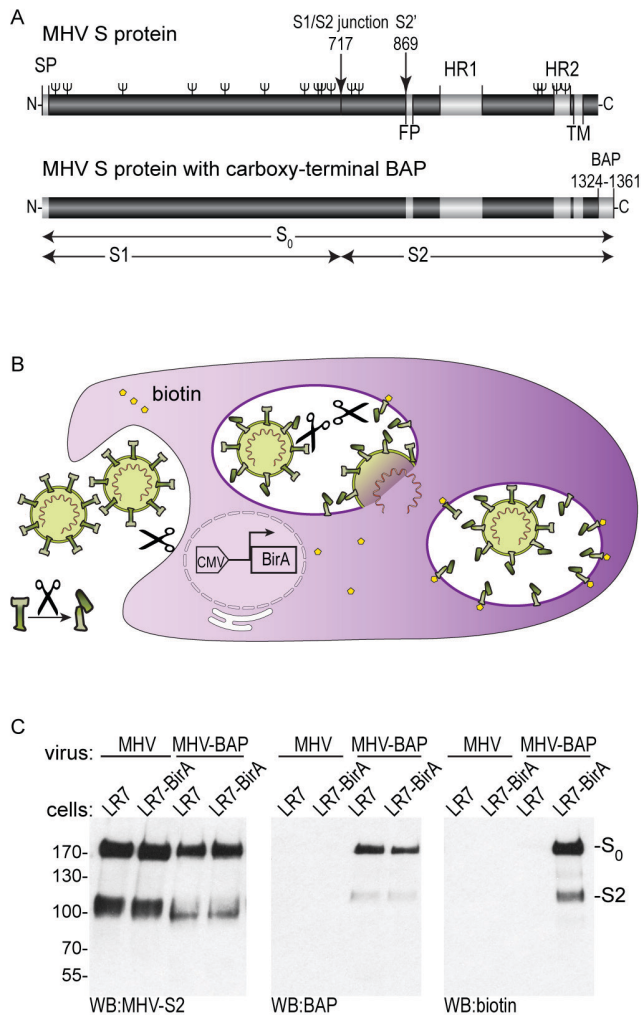 A
MHV S protein
S1/S2 junction S2'
717 869
SP HR1 HR2
Ψ Ψ Ψ Ψ Ψ Ψ Ψ Ψ Ψ Ψ Ψ Ψ Ψ Ψ Ψ Ψ
N- -C
FP TM
MHV S protein with carboxy-terminal BAP
BAP
1324-1361
N- -C
S0
S1 S2
B
biotin
CMV BirA
C
virus: MHV MHV-BAP MHV MHV-BAP MHV MHV-BAP
cells: LR7 LR7-BirA LR7 LR7-BirA LR7 LR7-BirA LR7 LR7-BirA LR7 LR7-BirA LR7 LR7-BirA
170- -S0
130-
100- -S2
70-
55-
WB:MHV-S2 WB:BAP WB:biotin